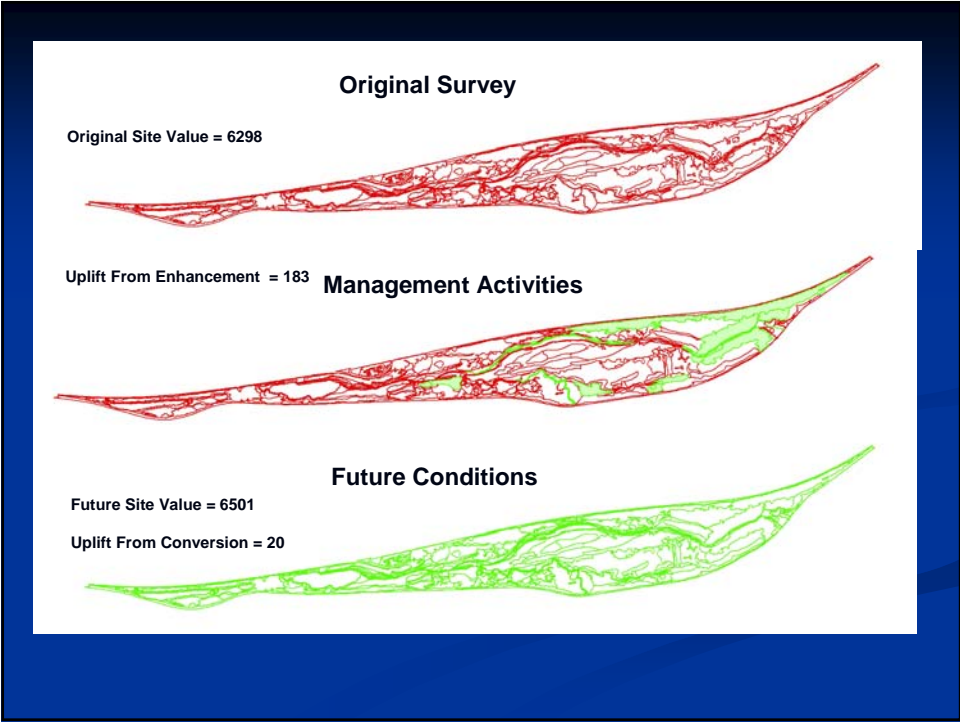 Original Survey
Original Site Value = 6298
Uplift From Enhancement = 183
Management Activities
Future Conditions
Future Site Value = 6501
Uplift From Conversion = 20